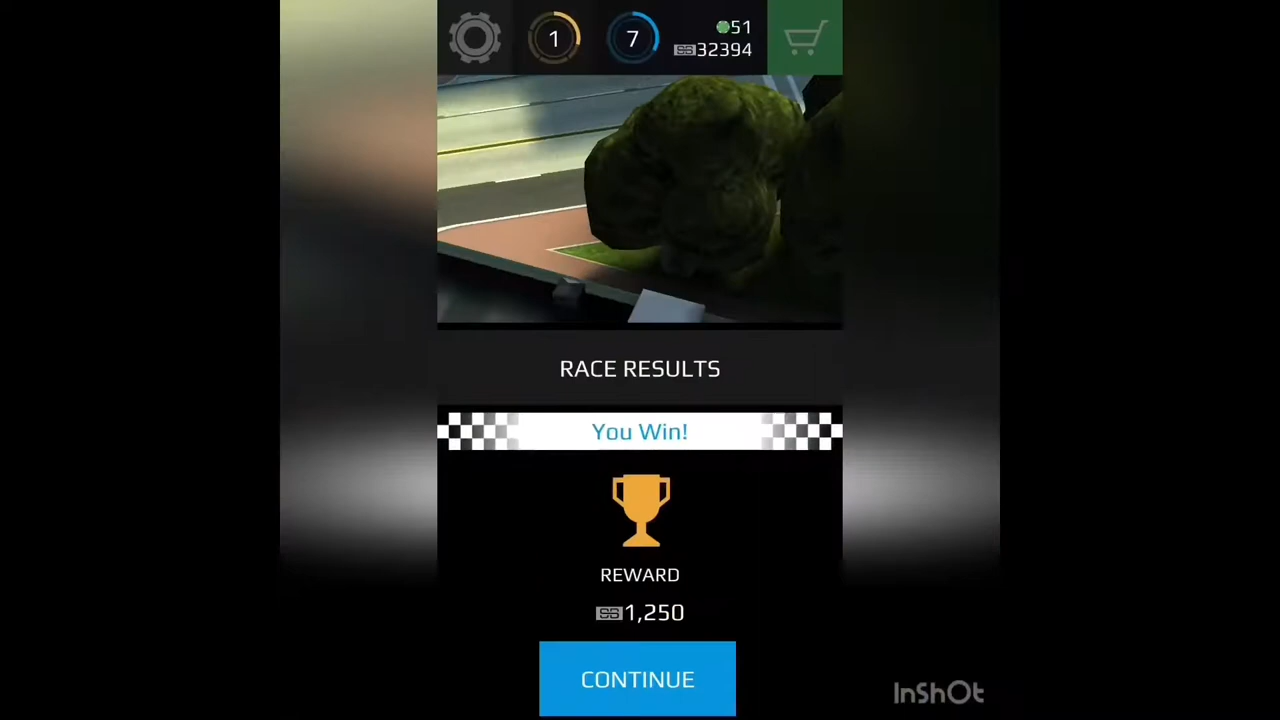 1
7
51
32394
RACE RESULTS
You Win!
REWARD
1,250
CONTINUE
InShOt